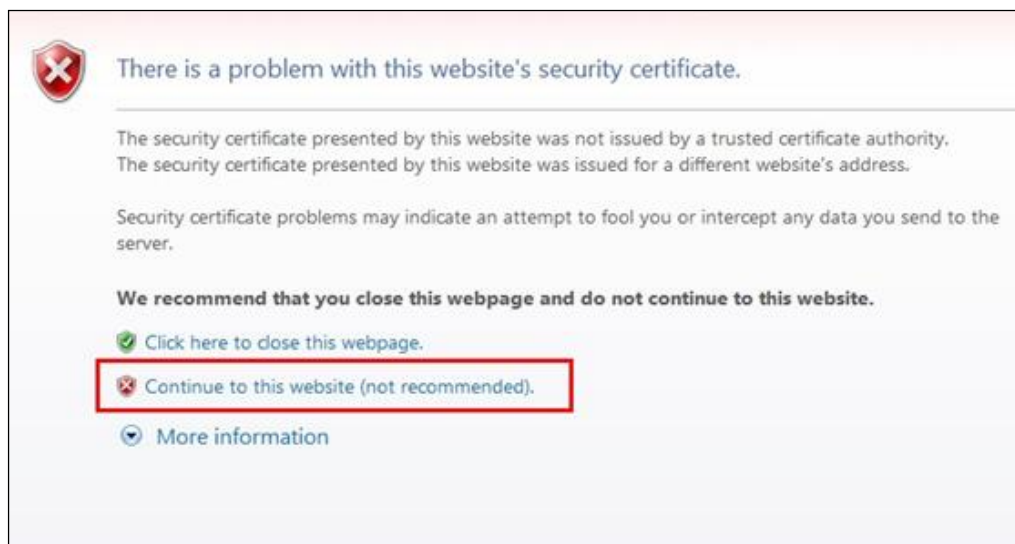 There is a problem with this website's security certificate.
The security certificate presented by this website was not issued by a trusted certificate authority.
The security certificate presented by this website was issued for a different website's address.
Security certificate problems may indicate an attempt to fool you or intercept any data you send to the
server.
We recommend that you close this webpage and do not continue to this website.
Click here to close this webpage.
Continue to this website (not recommended).
More information